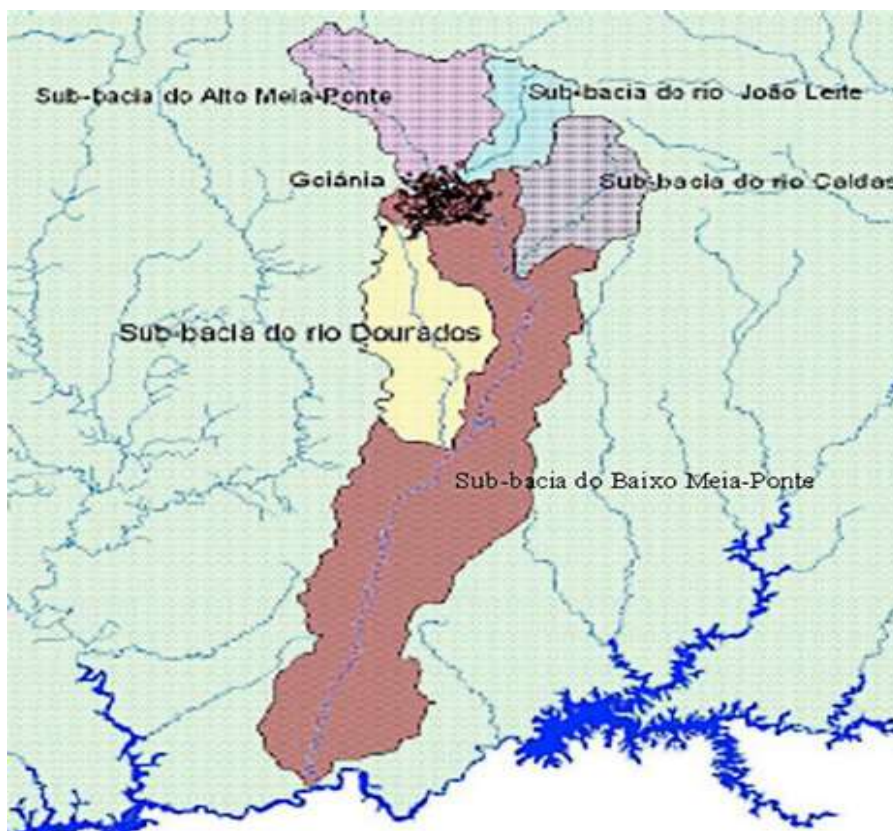 Sub-bacia do Alto Meia-Ponte
Sub-bacia do rio João Leite
Goiânia
Sub-bacia do rio Caldas
Sub-bacia do rio Dourados
Sub-bacia do Baixo Meia-Ponte